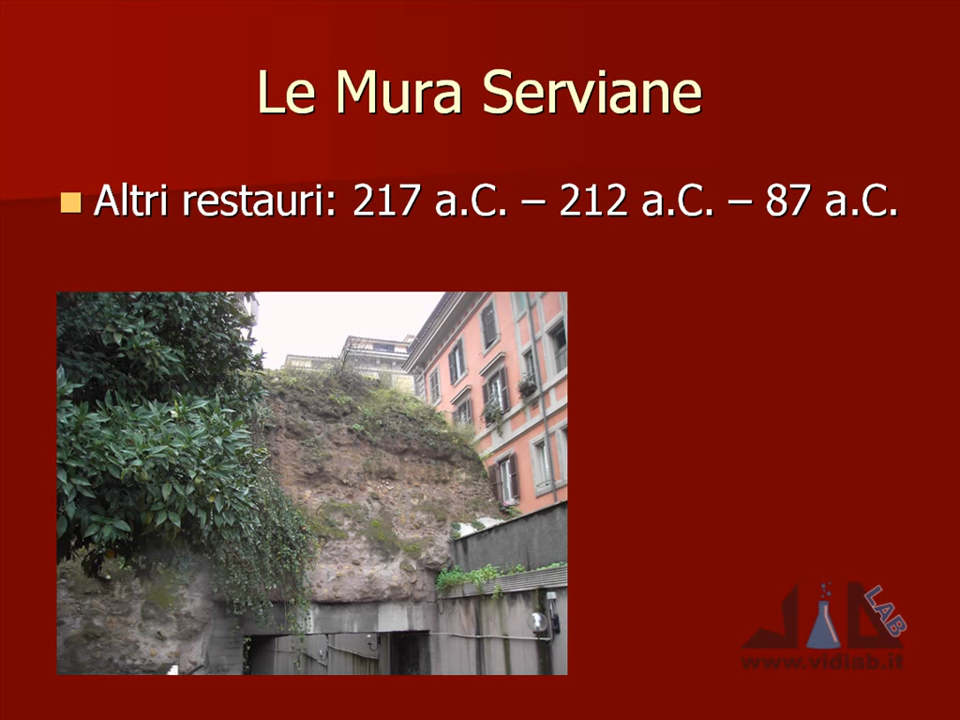 Le Mura Serviane
Altri restauri: 217 a.C. – 212 a.C. – 87 a.C.
LAB
www.vidlab.it